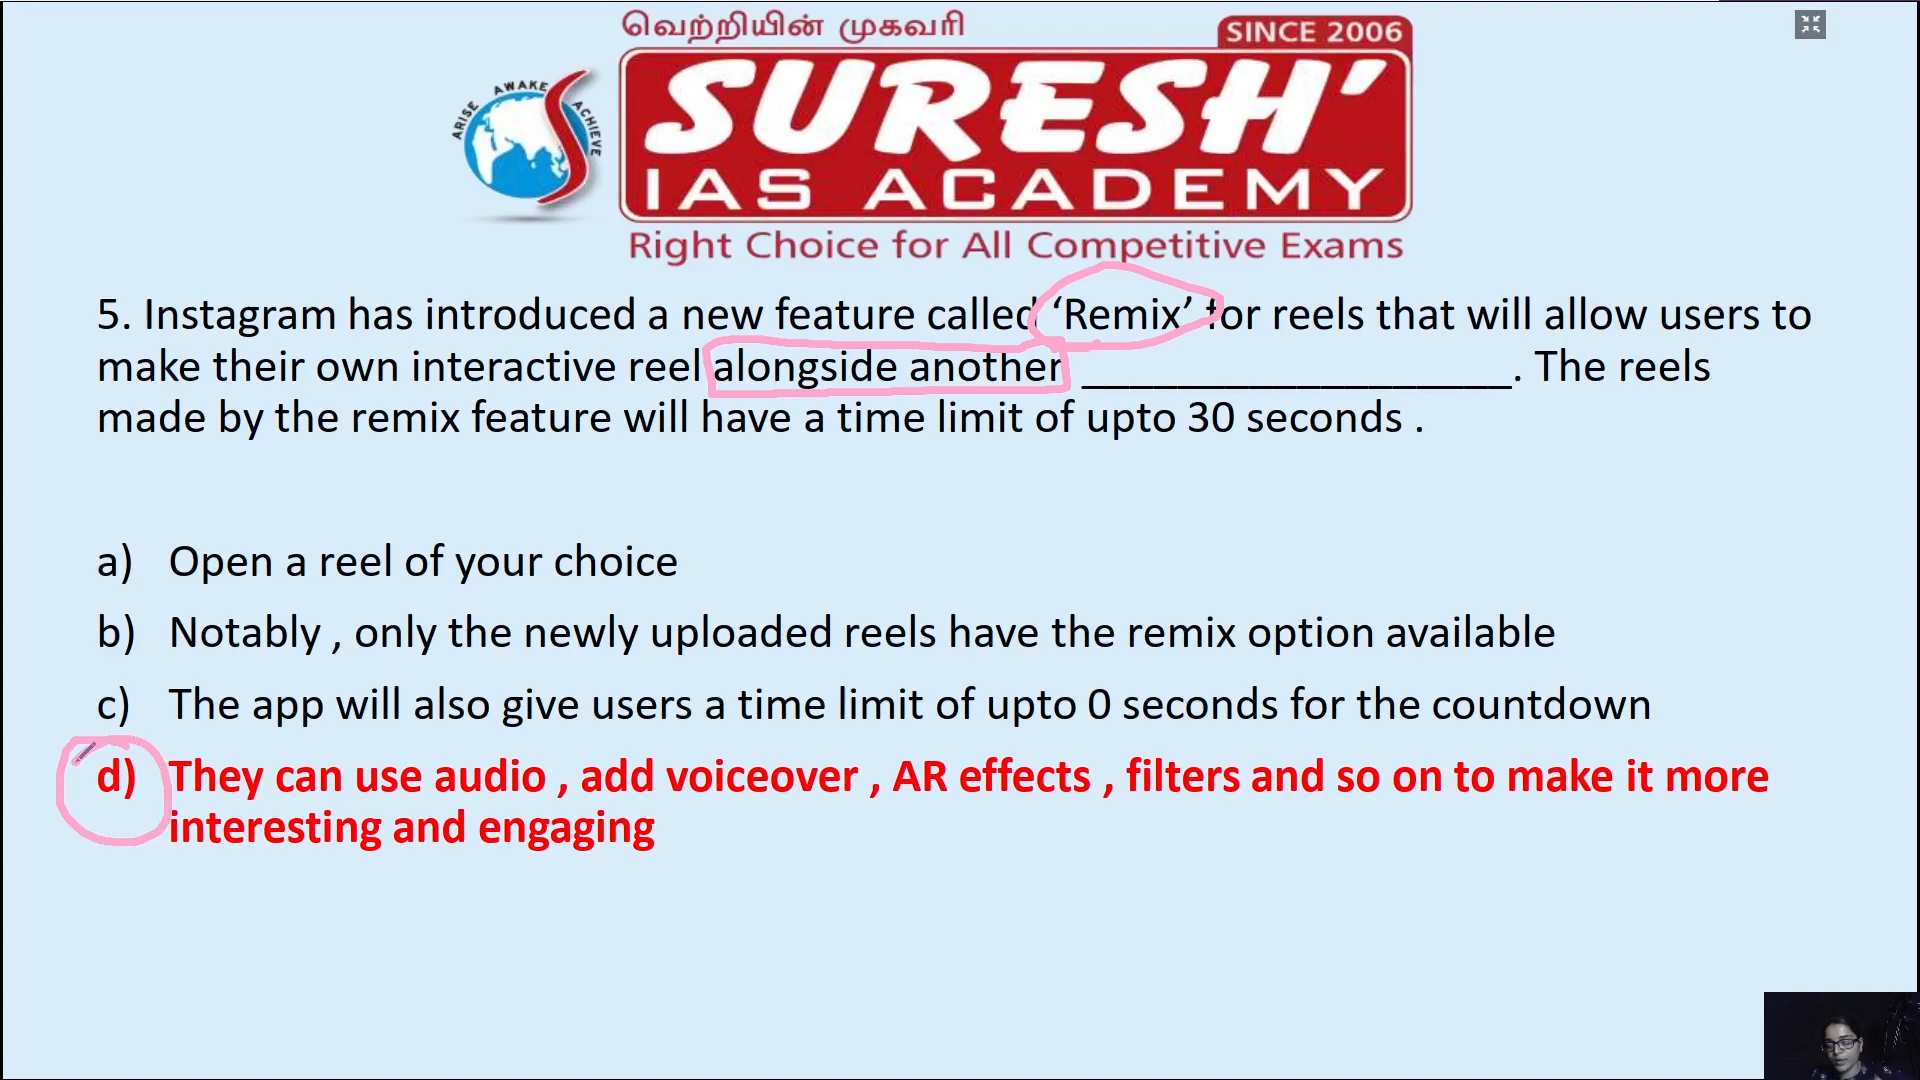 வெற்றியின் முகவரி
SINCE 2006
ARISE AWAKE ACHIEVE
SURESH'
IAS ACADEMY
Right Choice for All Competitive Exams
5. Instagram has introduced a new feature called ‘Remix’ for reels that will allow users to
make their own interactive reel alongside another __________________. The reels
made by the remix feature will have a time limit of upto 30 seconds .
a) Open a reel of your choice
b) Notably , only the newly uploaded reels have the remix option available
c) The app will also give users a time limit of upto 0 seconds for the countdown
d) They can use audio , add voiceover , AR effects , filters and so on to make it more
interesting and engaging